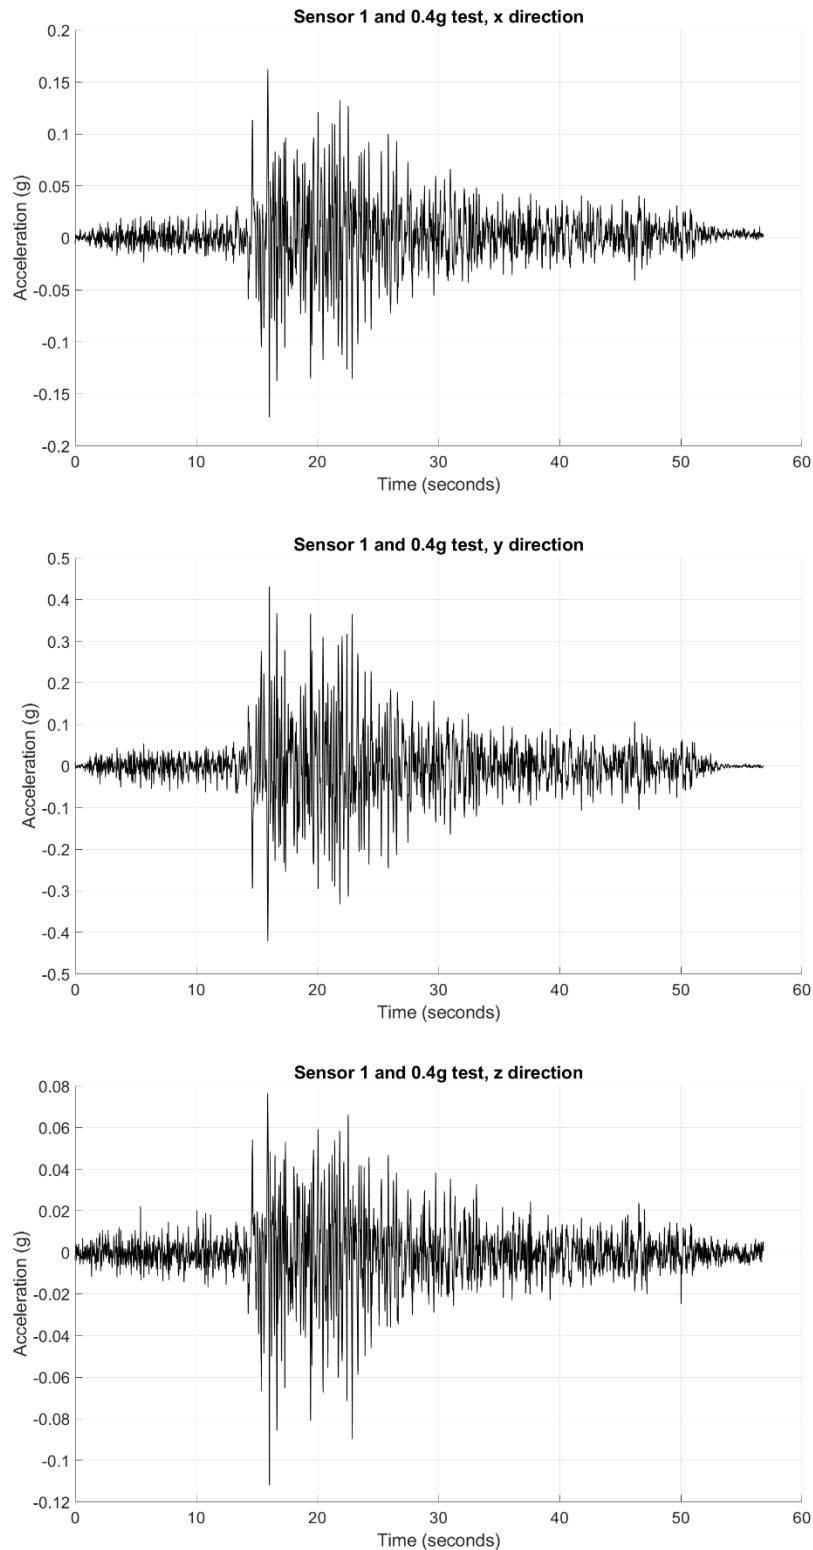 Sensor 1 and 0.4g test, x direction
0.2
0.15
0.1
0.05
0
-0.05
-0.1
-0.15
-0.2
Acceleration (g)
0 10 20 30 40 50 60
Time (seconds)
Sensor 1 and 0.4g test, y direction
0.5
0.4
0.3
0.2
0.1
0
-0.1
-0.2
-0.3
-0.4
-0.5
Acceleration (g)
0 10 20 30 40 50 60
Time (seconds)
Sensor 1 and 0.4g test, z direction
0.08
0.06
0.04
0.02
0
-0.02
-0.04
-0.06
-0.08
-0.1
-0.12
Acceleration (g)
0 10 20 30 40 50 60
Time (seconds)